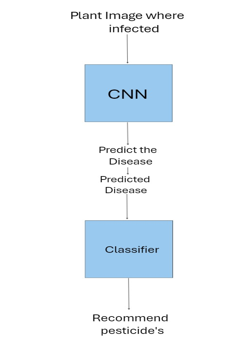 Plant Image where
infected
CNN
Predict the
Disease
Predicted
Disease
Classifier
Recommend
pesticide's